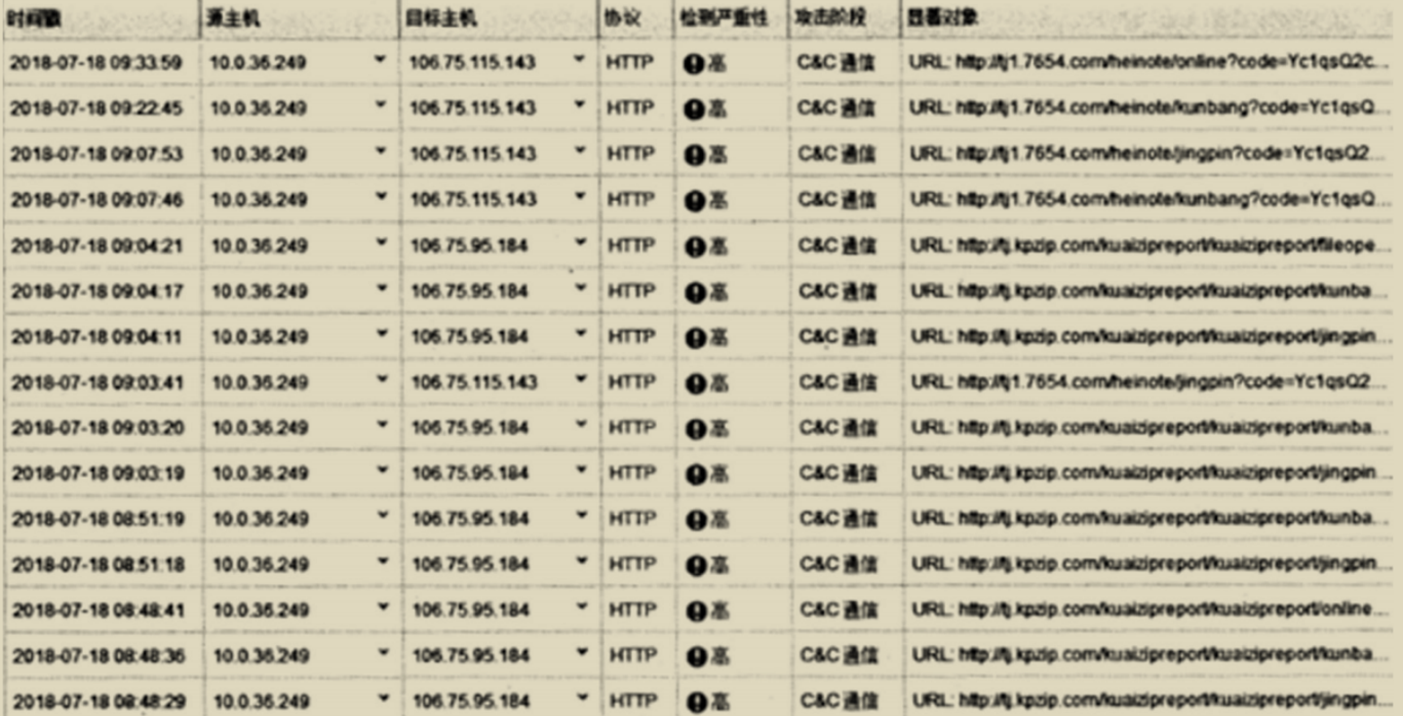 时间戳 源主机 目标主机 协议 检测严重性 攻击阶段 显著对象
2018-07-18 09:33:59 10.0.36.249 106.75.115.143 HTTP 高 C&C 通信 URL: http://tj1.7654.com/heinote/online?code=Yc1qsQ2c...
2018-07-18 09:22:45 10.0.36.249 106.75.115.143 HTTP 高 C&C 通信 URL: http://tj1.7654.com/heinote/kunbang?code=Yc1qsQ...
2018-07-18 09:07:53 10.0.36.249 106.75.115.143 HTTP 高 C&C 通信 URL: http://tj1.7654.com/heinote/jingpin?code=Yc1qsQ2...
2018-07-18 09:07:46 10.0.36.249 106.75.115.143 HTTP 高 C&C 通信 URL: http://tj1.7654.com/heinote/kunbang?code=Yc1qsQ...
2018-07-18 09:04:21 10.0.36.249 106.75.95.184 HTTP 高 C&C 通信 URL: http://tj.kpzip.com/kuaizipreport/kuaizipreport/fileope...
2018-07-18 09:04:17 10.0.36.249 106.75.95.184 HTTP 高 C&C 通信 URL: http://tj.kpzip.com/kuaizipreport/kuaizipreport/kunba...
2018-07-18 09:04:11 10.0.36.249 106.75.95.184 HTTP 高 C&C 通信 URL: http://tj.kpzip.com/kuaizipreport/kuaizipreport/jingpin...
2018-07-18 09:03:41 10.0.36.249 106.75.115.143 HTTP 高 C&C 通信 URL: http://tj1.7654.com/heinote/jingpin?code=Yc1qsQ2...
2018-07-18 09:03:20 10.0.36.249 106.75.95.184 HTTP 高 C&C 通信 URL: http://tj.kpzip.com/kuaizipreport/kuaizipreport/kunba...
2018-07-18 09:03:19 10.0.36.249 106.75.95.184 HTTP 高 C&C 通信 URL: http://tj.kpzip.com/kuaizipreport/kuaizipreport/jingpin...
2018-07-18 08:51:19 10.0.36.249 106.75.95.184 HTTP 高 C&C 通信 URL: http://tj.kpzip.com/kuaizipreport/kuaizipreport/kunba...
2018-07-18 08:51:18 10.0.36.249 106.75.95.184 HTTP 高 C&C 通信 URL: http://tj.kpzip.com/kuaizipreport/kuaizipreport/jingpin...
2018-07-18 08:48:41 10.0.36.249 106.75.95.184 HTTP 高 C&C 通信 URL: http://tj.kpzip.com/kuaizipreport/kuaizipreport/online...
2018-07-18 08:48:36 10.0.36.249 106.75.95.184 HTTP 高 C&C 通信 URL: http://tj.kpzip.com/kuaizipreport/kuaizipreport/kunba...
2018-07-18 08:48:29 10.0.36.249 106.75.95.184 HTTP 高 C&C 通信 URL: http://tj.kpzip.com/kuaizipreport/kuaizipreport/jingpin...